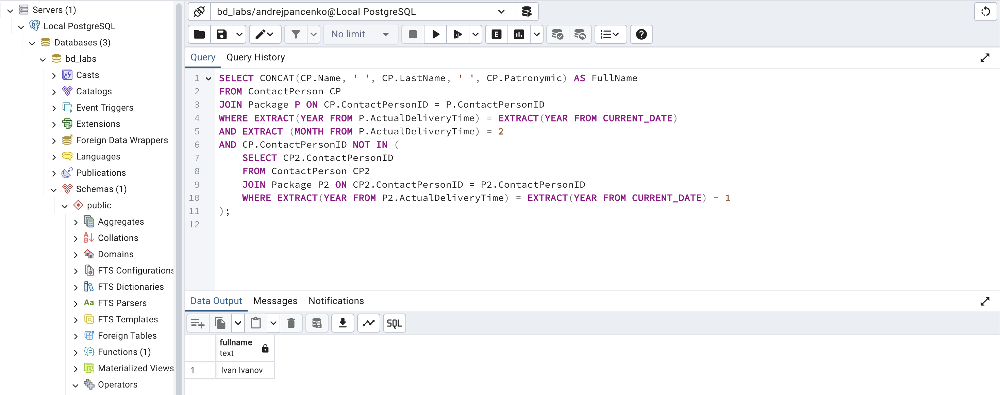 Servers (1)
Local PostgreSQL
Databases (3)
bd_labs
Casts
Catalogs
Event Triggers
Extensions
Foreign Data Wrappers
Languages
Publications
Schemas (1)
public
Aggregates
Collations
Domains
FTS Configurations
FTS Dictionaries
Aa FTS Parsers
FTS Templates
Foreign Tables
Functions (1)
Materialized Views
Operators
bd_labs/andrejpancenko@Local PostgreSQL
No limit
E
Query Query History
1 SELECT CONCAT(CP.Name, ' ', CP.LastName, ' ', CP.Patronymic) AS FullName
2 FROM ContactPerson CP
3 JOIN Package P ON CP.ContactPersonID = P.ContactPersonID
4 WHERE EXTRACT(YEAR FROM P.ActualDeliveryTime) = EXTRACT(YEAR FROM CURRENT_DATE)
5 AND EXTRACT (MONTH FROM P.ActualDeliveryTime) = 2
6 AND CP.ContactPersonID NOT IN (
7 SELECT CP2.ContactPersonID
8 FROM ContactPerson CP2
9 JOIN Package P2 ON CP2.ContactPersonID = P2.ContactPersonID
10 WHERE EXTRACT(YEAR FROM P2.ActualDeliveryTime) = EXTRACT(YEAR FROM CURRENT_DATE) - 1
11 );
12
Data Output Messages Notifications
SQL
fullname
text
1 Ivan Ivanov